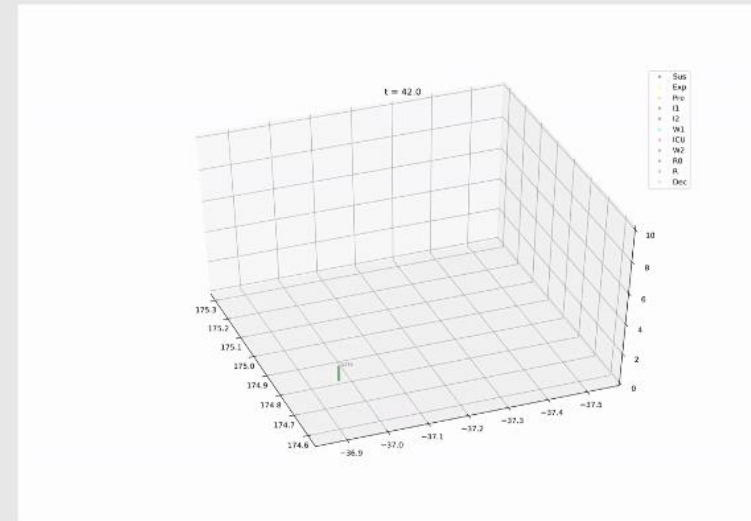 t = 42.0
Sus
Exp
Pre
I1
I2
W1
ICU
W2
R0
R
Dec
10
8
6
4
2
0
175.3
175.2
175.1
175.0
174.9
174.8
174.7
174.6
−36.9
−37.0
−37.1
−37.2
−37.3
−37.4
−37.5